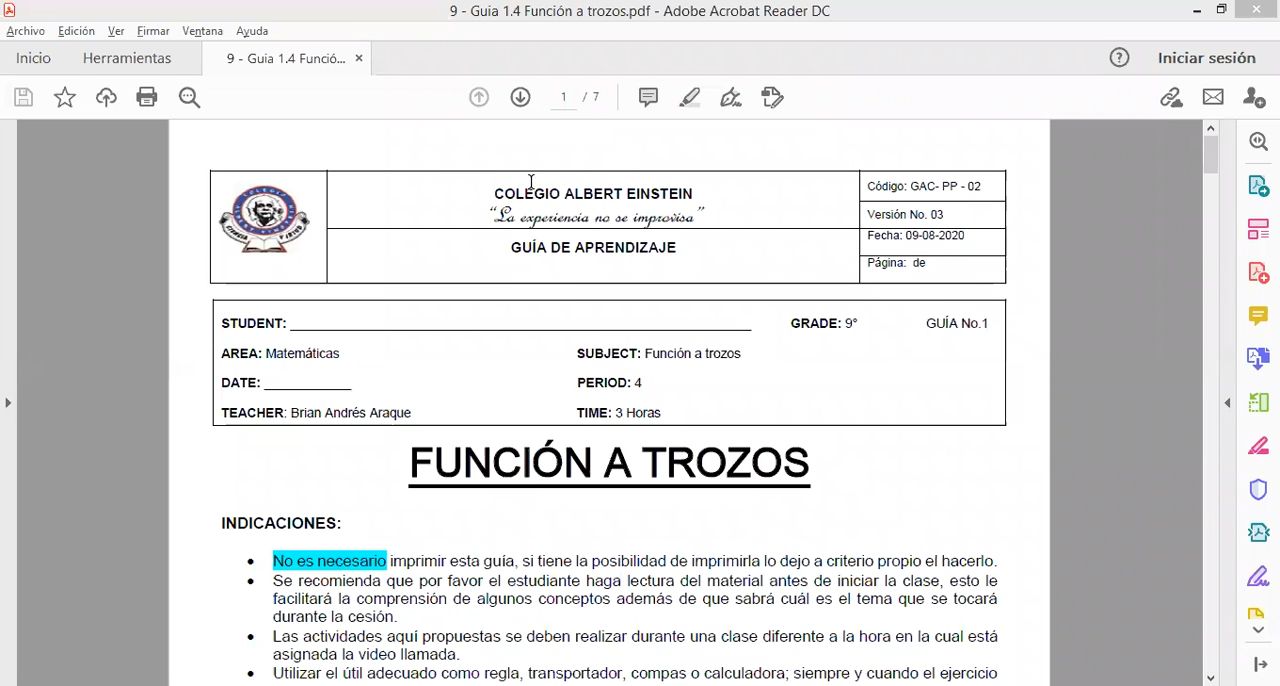 9 - Guia 1.4 Función a trozos.pdf - Adobe Acrobat Reader DC
Archivo Edición Ver Firmar Ventana Ayuda
Inicio Herramientas 9 - Guia 1.4 Funció... × Iniciar sesión
1 / 7
COLEGIO ALBERT EINSTEIN
“La experiencia no se improvisa”
GUÍA DE APRENDIZAJE
Código: GAC- PP - 02
Versión No. 03
Fecha: 09-08-2020
Página: de
STUDENT: GRADE: 9° GUÍA No.1
AREA: Matemáticas SUBJECT: Función a trozos
DATE: PERIOD: 4
TEACHER: Brian Andrés Araque TIME: 3 Horas
FUNCIÓN A TROZOS
INDICACIONES:
• No es necesario imprimir esta guía, si tiene la posibilidad de imprimirla lo dejo a criterio propio el hacerlo.
• Se recomienda que por favor el estudiante haga lectura del material antes de iniciar la clase, esto le
facilitará la comprensión de algunos conceptos además de que sabrá cuál es el tema que se tocará
durante la cesión.
• Las actividades aquí propuestas se deben realizar durante una clase diferente a la hora en la cual está
asignada la video llamada.
• Utilizar el útil adecuado como regla, transportador, compas o calculadora; siempre y cuando el ejercicio